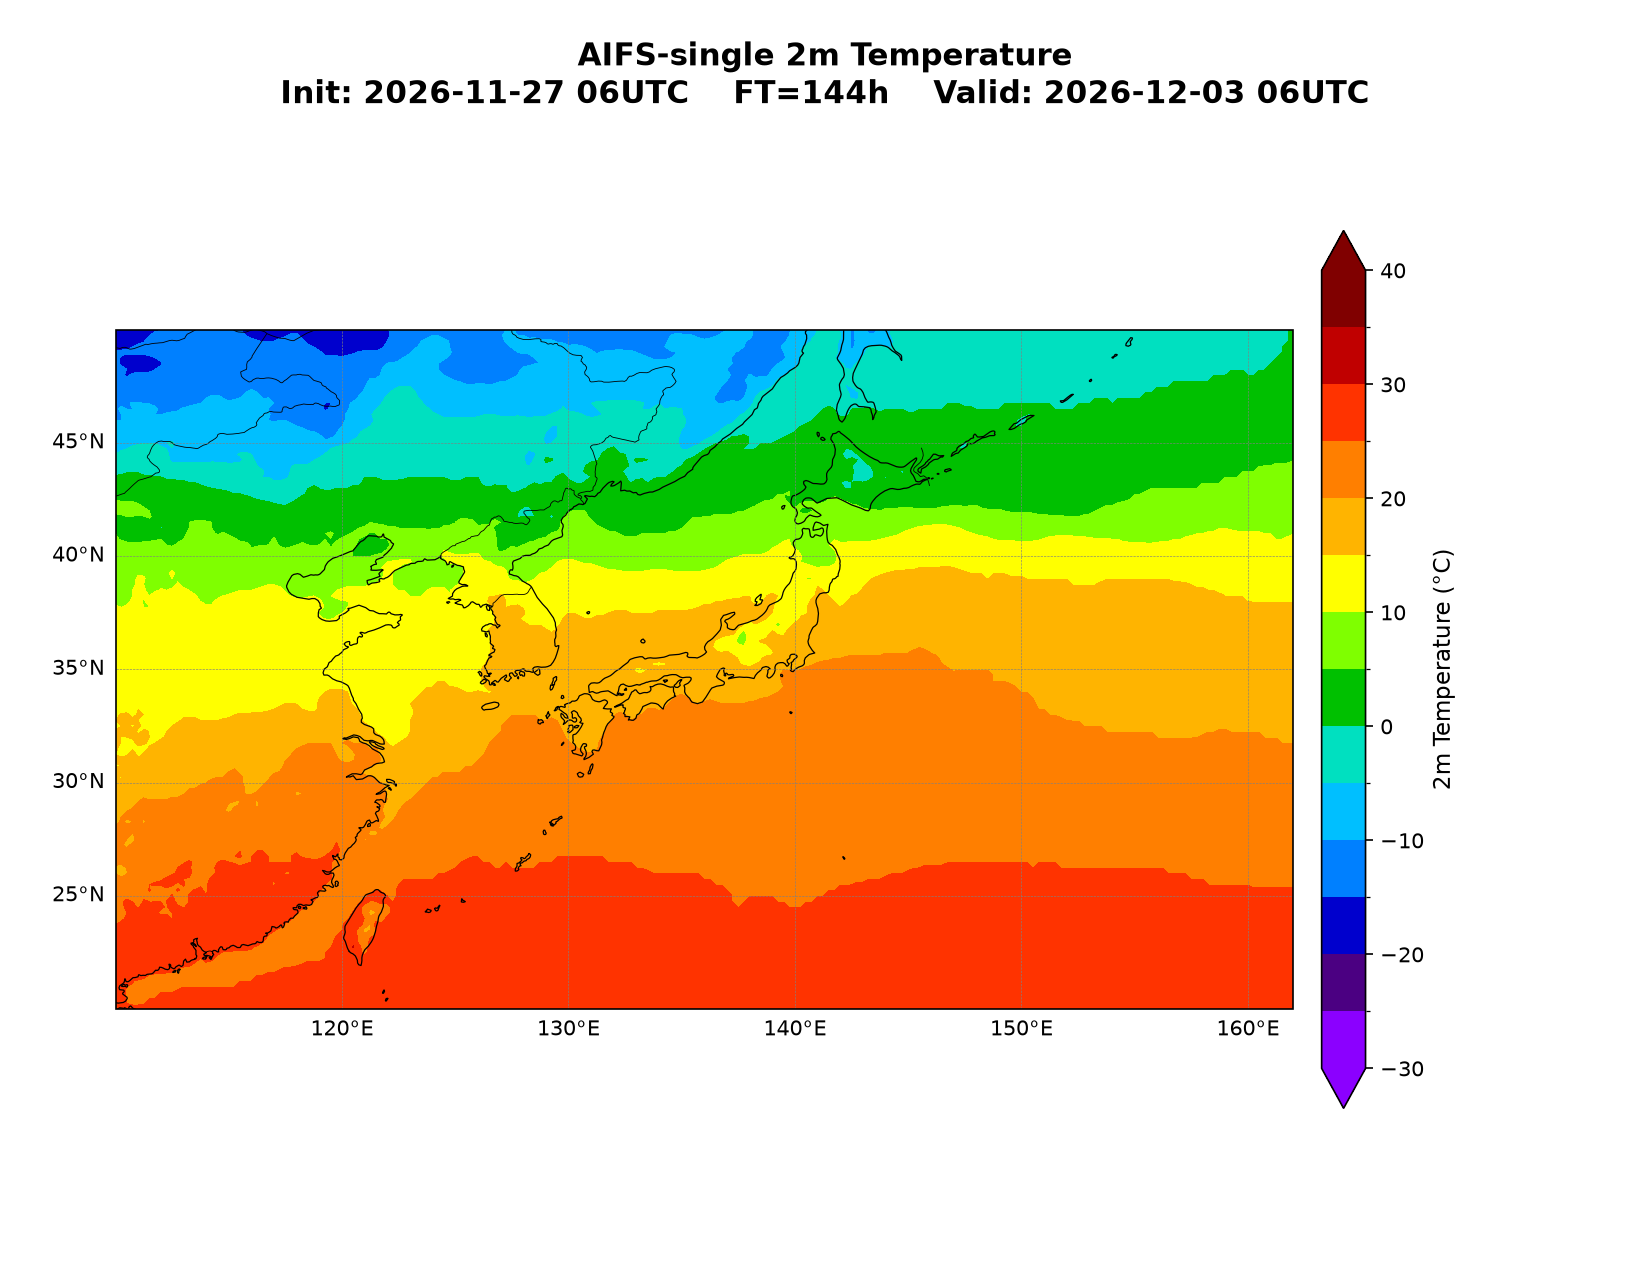 AIFS-single 2m Temperature
Init: 2026-11-27 06UTC    FT=144h    Valid: 2026-12-03 06UTC
45°N
40°N
35°N
30°N
25°N
120°E
130°E
140°E
150°E
160°E
40
30
20
10
0
−10
−20
−30
2m Temperature (°C)